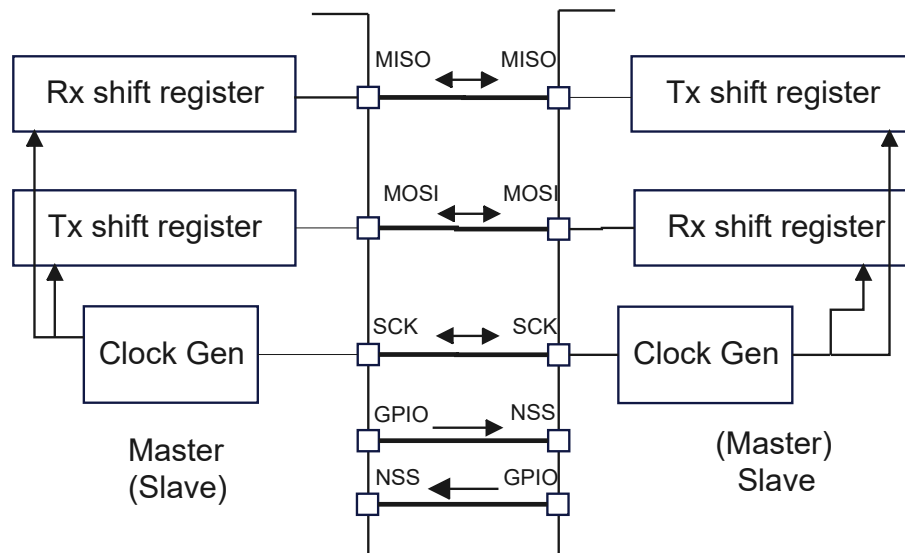 MISO MISO
Rx shift register Tx shift register
MOSI MOSI
Tx shift register Rx shift register
SCK SCK
Clock Gen Clock Gen
GPIO NSS
Master (Master)
(Slave) Slave
NSS GPIO